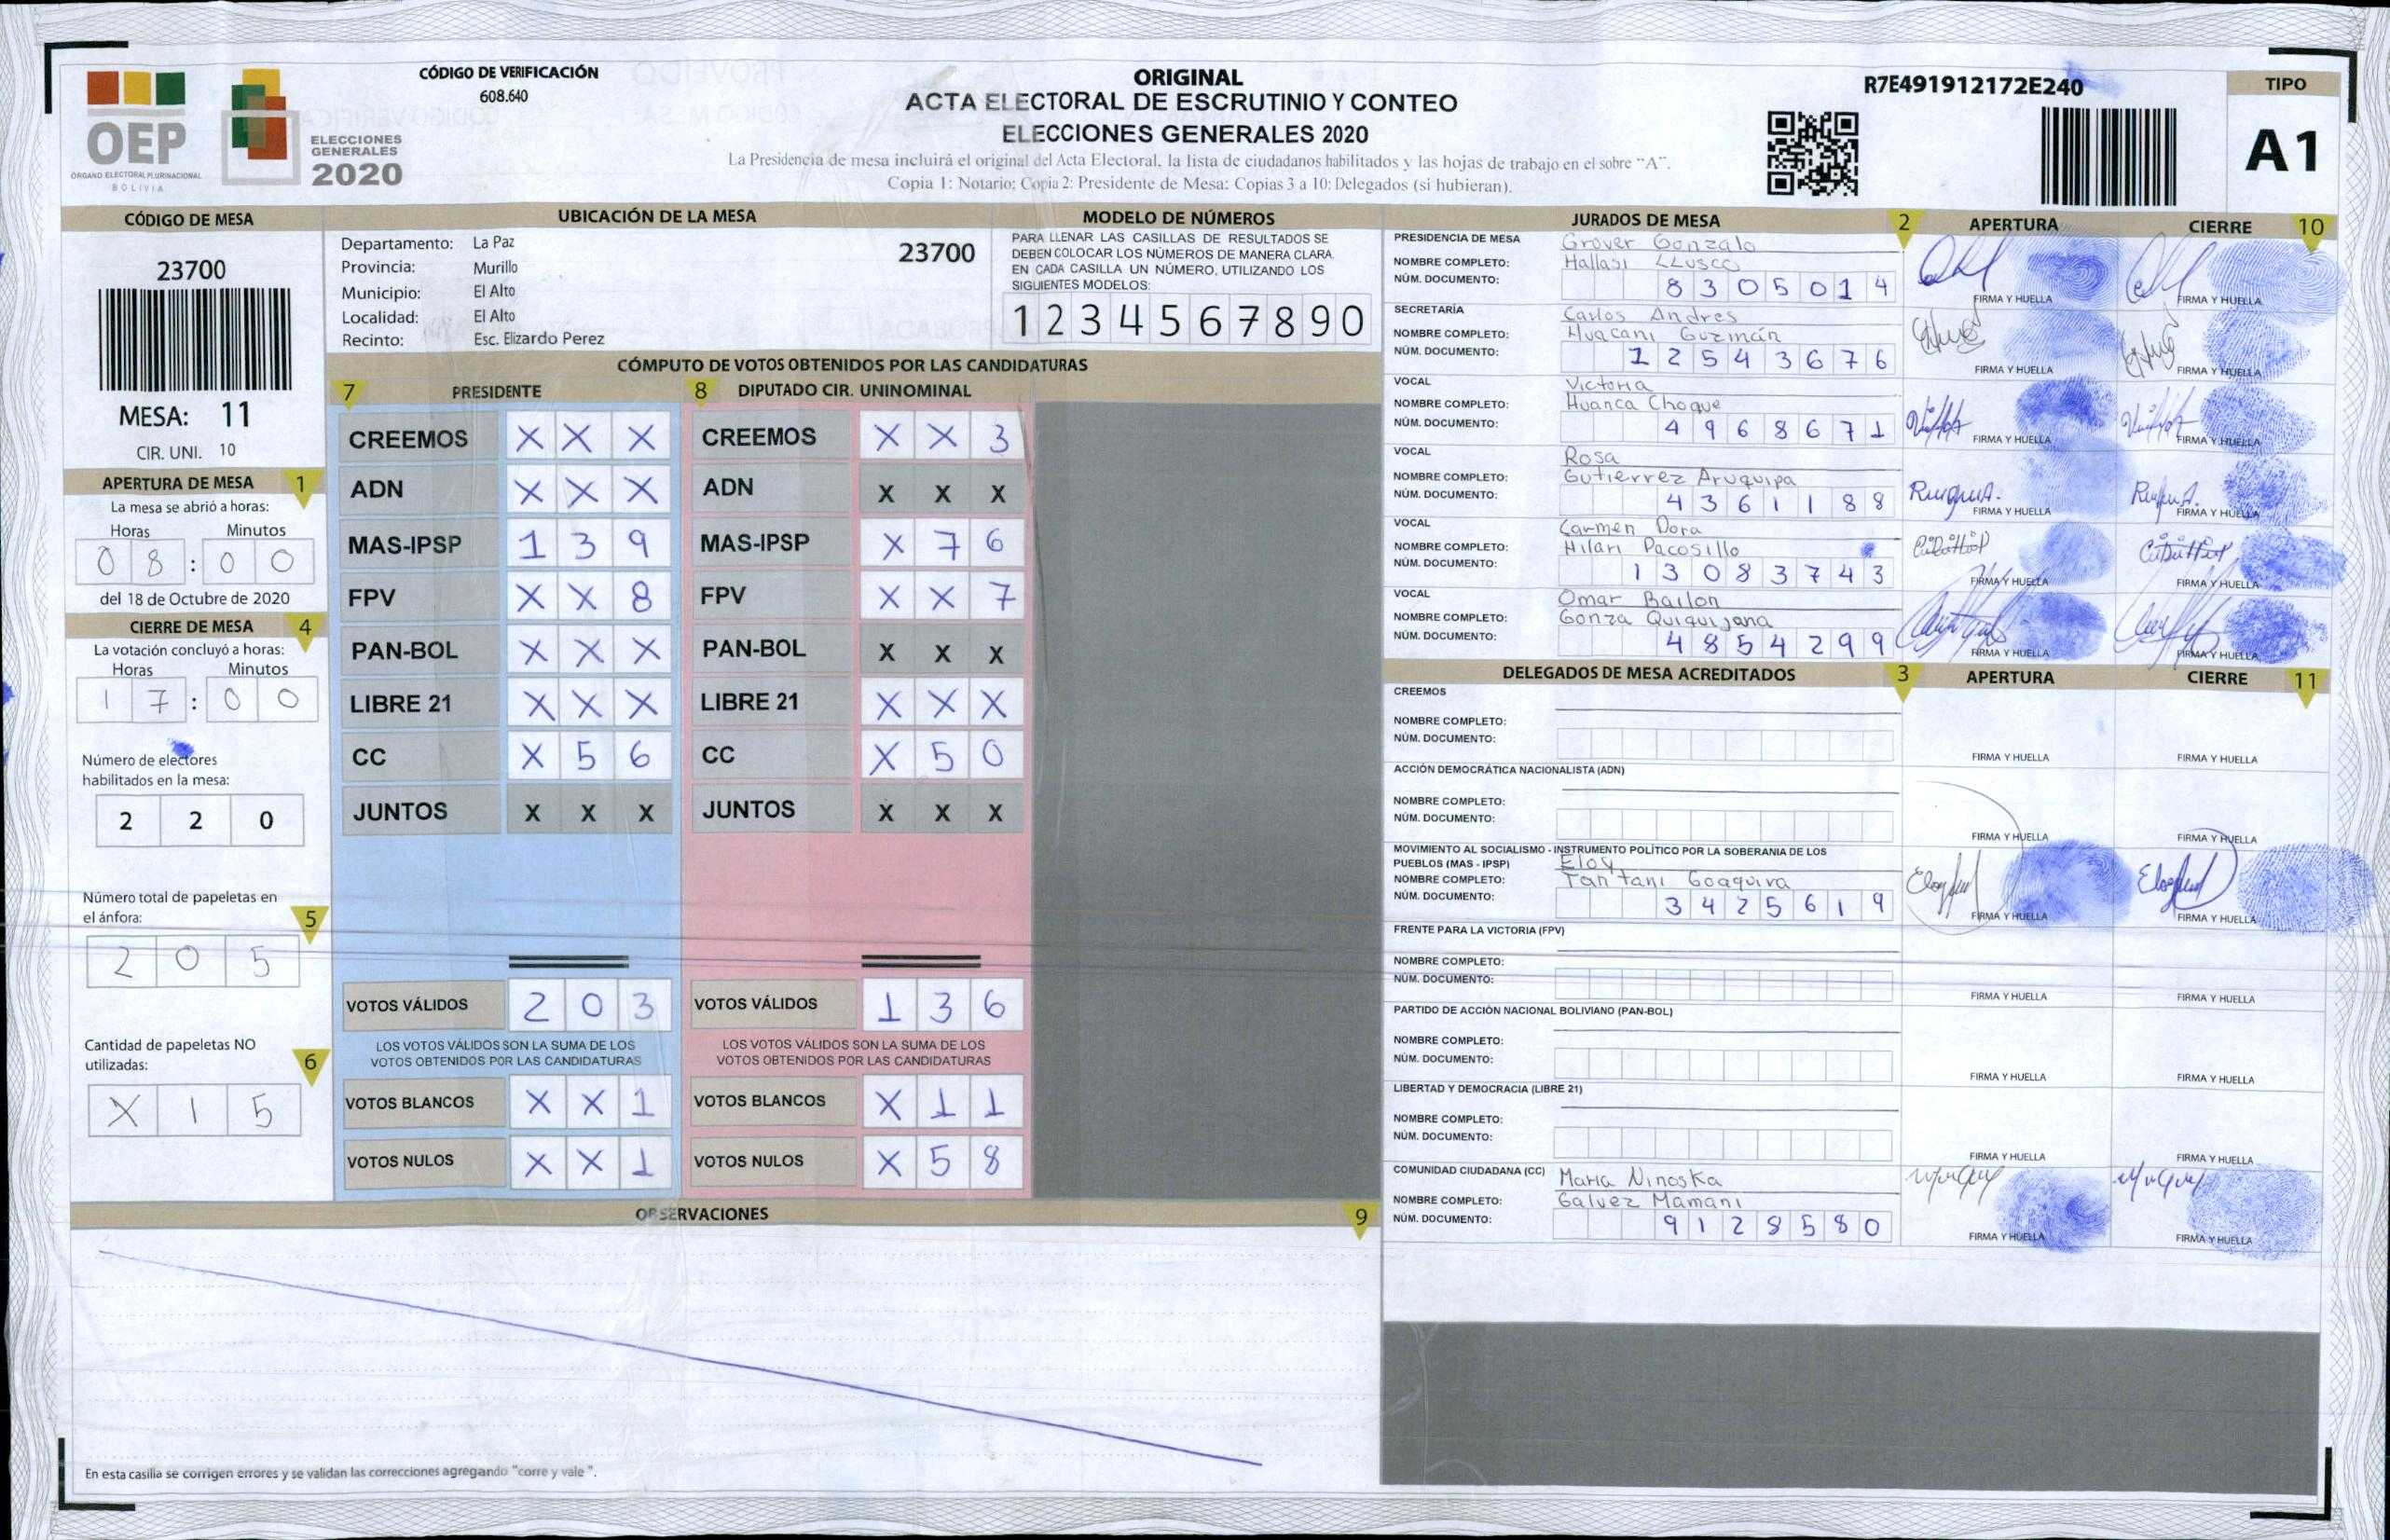 CÓDIGO DE VERIFICACIÓN
608.640
OEP
ÓRGANO ELECTORAL PLURINACIONAL
BOLIVIA
ELECCIONES
GENERALES
2020
ORIGINAL
ACTA ELECTORAL DE ESCRUTINIO Y CONTEO
ELECCIONES GENERALES 2020
La Presidencia de mesa incluirá el original del Acta Electoral, la lista de ciudadanos habilitados y las hojas de trabajo en el sobre "A".
Copia 1: Notario; Copia 2: Presidente de Mesa; Copias 3 a 10: Delegados (si hubieran).
R7E491912172E240
TIPO
A1
CÓDIGO DE MESA
23700
MESA: 11
CIR. UNI. 10
APERTURA DE MESA 1
La mesa se abrió a horas:
Horas Minutos
0 8 : 0 0
del 18 de Octubre de 2020
CIERRE DE MESA 4
La votación concluyó a horas:
Horas Minutos
1 7 : 0 0
Número de electores
habilitados en la mesa:
2 2 0
Número total de papeletas en
el ánfora: 5
2 0 5
Cantidad de papeletas NO
utilizadas: 6
X 1 5
UBICACIÓN DE LA MESA
Departamento: La Paz
23700
Provincia: Murillo
Municipio: El Alto
Localidad: El Alto
Recinto: Esc. Elizardo Perez
MODELO DE NÚMEROS
PARA LLENAR LAS CASILLAS DE RESULTADOS SE
DEBEN COLOCAR LOS NÚMEROS DE MANERA CLARA.
EN CADA CASILLA UN NÚMERO, UTILIZANDO LOS
SIGUIENTES MODELOS:
1 2 3 4 5 6 7 8 9 0
CÓMPUTO DE VOTOS OBTENIDOS POR LAS CANDIDATURAS
7 PRESIDENTE 8 DIPUTADO CIR. UNINOMINAL
CREEMOS X X X CREEMOS X X 3
ADN X X X ADN X X X
MAS-IPSP 1 3 9 MAS-IPSP X 7 6
FPV X X 8 FPV X X 7
PAN-BOL X X X PAN-BOL X X X
LIBRE 21 X X X LIBRE 21 X X X
CC X 5 6 CC X 5 0
JUNTOS X X X JUNTOS X X X
VOTOS VÁLIDOS 2 0 3 VOTOS VÁLIDOS 1 3 6
LOS VOTOS VÁLIDOS SON LA SUMA DE LOS LOS VOTOS VÁLIDOS SON LA SUMA DE LOS
VOTOS OBTENIDOS POR LAS CANDIDATURAS VOTOS OBTENIDOS POR LAS CANDIDATURAS
VOTOS BLANCOS X X 1 VOTOS BLANCOS X 1 1
VOTOS NULOS X X 1 VOTOS NULOS X 5 8
OBSERVACIONES 9
En esta casilla se corrigen errores y se validan las correcciones agregando "corre y vale ".
JURADOS DE MESA 2 APERTURA CIERRE 10
PRESIDENCIA DE MESA Grover Gonzalo
NOMBRE COMPLETO: Hallasi LLusco
NÚM. DOCUMENTO: 8 3 0 5 0 1 4
FIRMA Y HUELLA FIRMA Y HUELLA
SECRETARÍA Carlos Andres
NOMBRE COMPLETO: Huacani Guzmán
NÚM. DOCUMENTO: 1 2 5 4 3 6 7 6
FIRMA Y HUELLA FIRMA Y HUELLA
VOCAL Victoria
NOMBRE COMPLETO: Huanca Choque
NÚM. DOCUMENTO: 4 9 6 8 6 7 1
FIRMA Y HUELLA FIRMA Y HUELLA
VOCAL Rosa
NOMBRE COMPLETO: Gutierrez Aruquipa
NÚM. DOCUMENTO: 4 3 6 1 1 8 8
FIRMA Y HUELLA FIRMA Y HUELLA
VOCAL Carmen Dora
NOMBRE COMPLETO: Hilari Pacosillo
NÚM. DOCUMENTO: 1 3 0 8 3 7 4 3
FIRMA Y HUELLA FIRMA Y HUELLA
VOCAL Omar Bailon
NOMBRE COMPLETO: Gonza Quiquijana
NÚM. DOCUMENTO: 4 8 5 4 2 9 9
FIRMA Y HUELLA FIRMA Y HUELLA
DELEGADOS DE MESA ACREDITADOS 3 APERTURA CIERRE 11
CREEMOS
NOMBRE COMPLETO:
NÚM. DOCUMENTO:
FIRMA Y HUELLA FIRMA Y HUELLA
ACCIÓN DEMOCRÁTICA NACIONALISTA (ADN)
NOMBRE COMPLETO:
NÚM. DOCUMENTO:
FIRMA Y HUELLA FIRMA Y HUELLA
MOVIMIENTO AL SOCIALISMO - INSTRUMENTO POLÍTICO POR LA SOBERANIA DE LOS
PUEBLOS (MAS - IPSP) Eloy
NOMBRE COMPLETO: Tantani Coaquira
NÚM. DOCUMENTO: 3 4 2 5 6 1 9
FIRMA Y HUELLA FIRMA Y HUELLA
FRENTE PARA LA VICTORIA (FPV)
NOMBRE COMPLETO:
NÚM. DOCUMENTO:
FIRMA Y HUELLA FIRMA Y HUELLA
PARTIDO DE ACCIÓN NACIONAL BOLIVIANO (PAN-BOL)
NOMBRE COMPLETO:
NÚM. DOCUMENTO:
FIRMA Y HUELLA FIRMA Y HUELLA
LIBERTAD Y DEMOCRACIA (LIBRE 21)
NOMBRE COMPLETO:
NÚM. DOCUMENTO:
FIRMA Y HUELLA FIRMA Y HUELLA
COMUNIDAD CIUDADANA (CC) Maria Ninoska
NOMBRE COMPLETO: Galvez Mamani
NÚM. DOCUMENTO: 9 1 2 8 5 8 0
FIRMA Y HUELLA FIRMA Y HUELLA